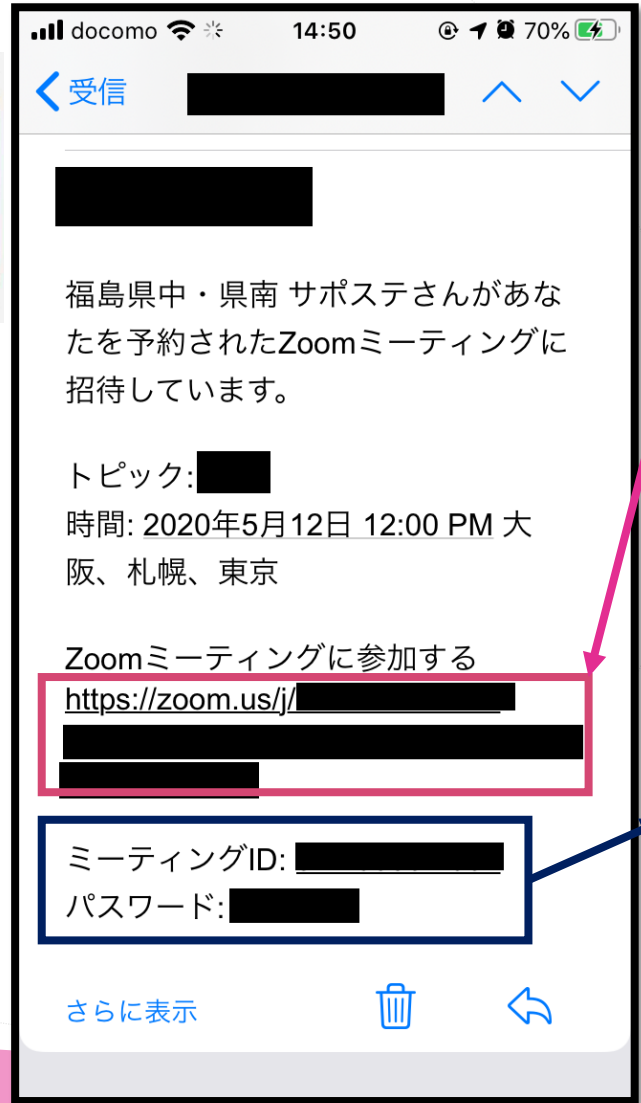 docomo 14:50 70%
受信
福島県中・県南 サポステさんがあな
たを予約されたZoomミーティングに
招待しています。
トピック:
時間: 2020年5月12日 12:00 PM 大
阪、札幌、東京
Zoomミーティングに参加する
https://zoom.us/j/
ミーティングID:
パスワード:
さらに表示